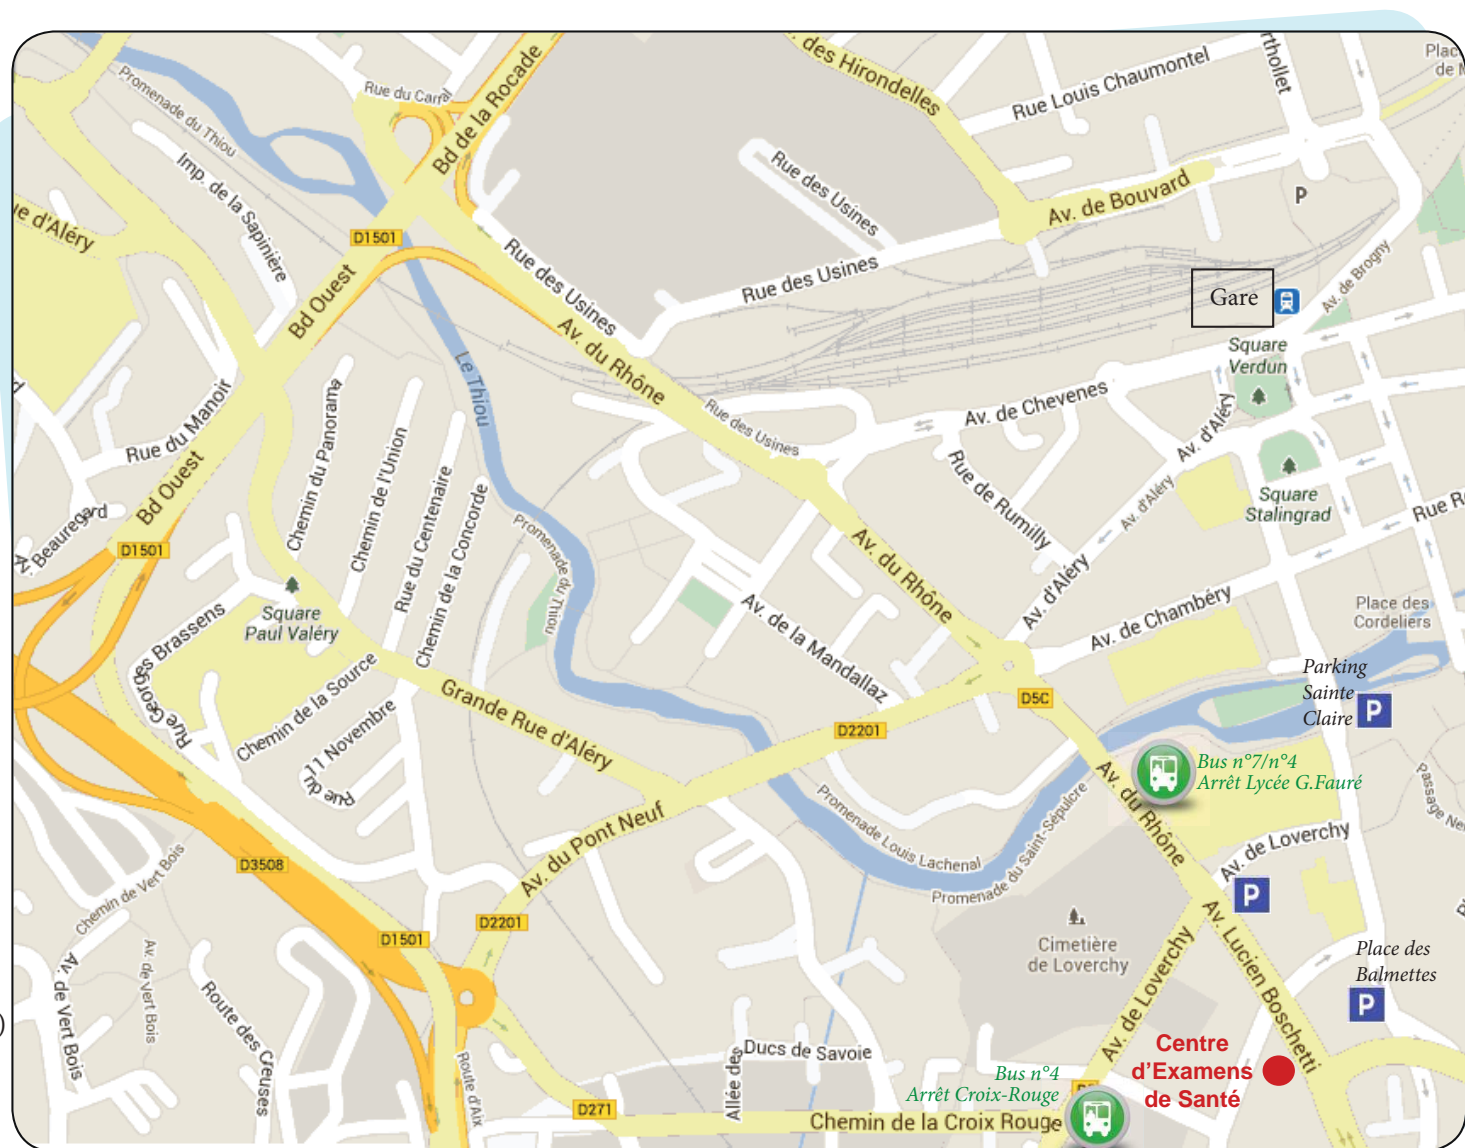 Promenade du Thiou
Rue du Carral
Bd de la Rocade
des Hirondelles
Rue Louis Chaumontel
rthollet
Plac
de M
Imp. de la Sapinière
Rue des Usines
Av. de Bouvard
P
ue d'Aléry
D1501
Bd Ouest
Rue des Usines
Rue des Usines
Av. de Brogny
Gare
Square
Verdun
Av. du Rhône
Le Thiou
Rue du Manoir
Chemin du Panorama
Chemin de l'Union
Rue du Centenaire
Chemin de la Concorde
Rue des Usines
Av. de Chevenes
Av. d'Aléry
Rue de Rumilly
Av. d'Aléry
Square
Stalingrad
Rue R
Bd Ouest
Av. Beauregard
D1501
Promenade du Thiou
Av. du Rhône
Av. d'Aléry
Av. de Chambéry
Place des
Cordeliers
Square
Paul Valéry
Rue Georges Brassens
Chemin de la Source
Rue du 11 Novembre
Grande Rue d'Aléry
Av. de la Mandallaz
D5C
D2201
Parking
Sainte
Claire
P
Bus n°7/n°4
Arrêt Lycée G.Fauré
Av. du Rhône
Passage Ne
Av. du Pont Neuf
Promenade Louis Lachenal
Promenade du Saint-Sépulcre
Av. de Loverchy
P
D3508
Chemin de Vert Bois
D2201
D1501
Cimetière
de Loverchy
Av. de Loverchy
Av. Lucien Boschetti
Place des
Balmettes
P
Av. de Vert Bois
Av. de Vert Bois
Route des Creuses
Route d'Aix
Allée des
Ducs de Savoie
Centre
d'Examens
de Santé
Bus n°4
Arrêt Croix-Rouge
D271
Chemin de la Croix Rouge
)